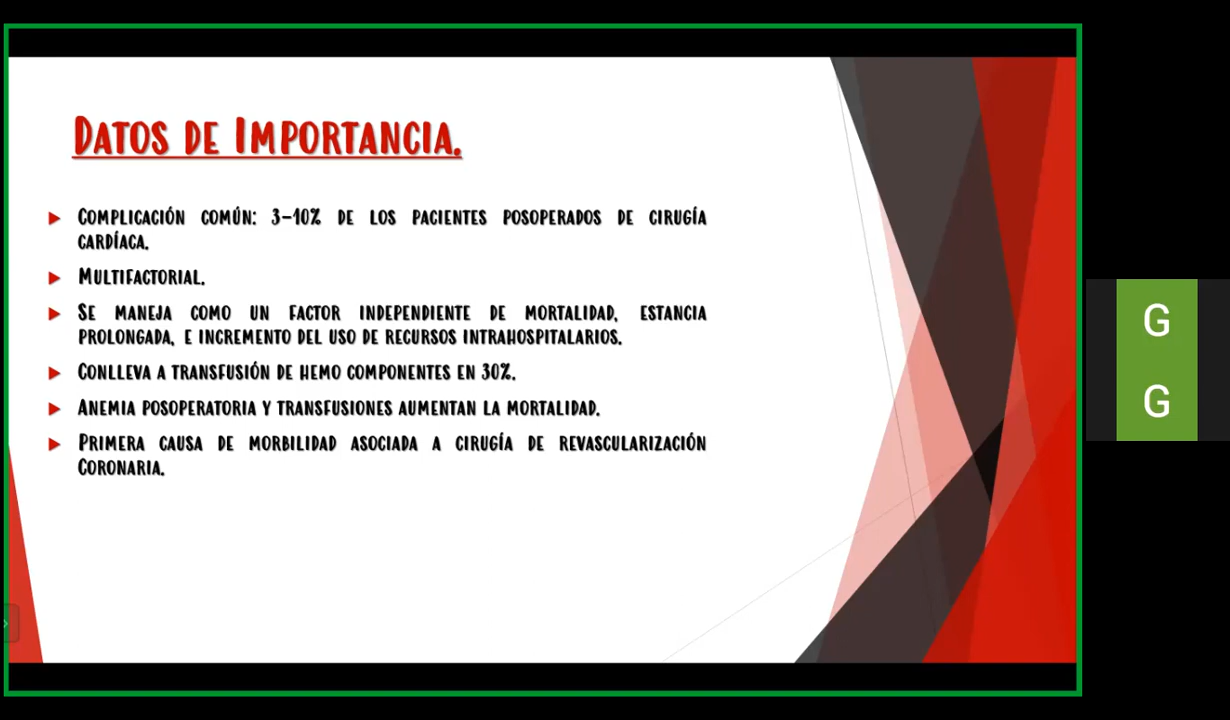 Datos de Importancia.
Complicación común: 3-10% de los pacientes posoperados de cirugía
cardíaca.
Multifactorial.
Se maneja como un factor independiente de mortalidad, estancia
prolongada, e incremento del uso de recursos intrahospitalarios.
Conlleva a transfusión de hemo componentes en 30%.
Anemia posoperatoria y transfusiones aumentan la mortalidad.
Primera causa de morbilidad asociada a cirugía de revascularización
Coronaria.
G
G